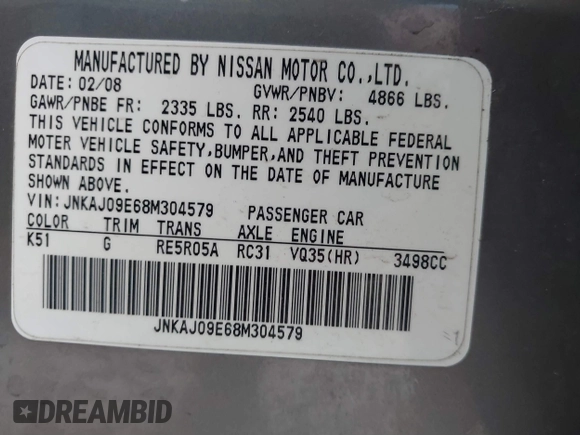 MANUFACTURED BY NISSAN MOTOR CO.,LTD.
DATE: 02/08 GVWR/PNBV: 4866 LBS.
GAWR/PNBE FR: 2335 LBS. RR: 2540 LBS.
THIS VEHICLE CONFORMS TO ALL APPLICABLE FEDERAL
MOTER VEHICLE SAFETY,BUMPER,AND THEFT PREVENTION
STANDARDS IN EFFECT ON THE DATE OF MANUFACTURE
SHOWN ABOVE.
VIN:JNKAJ09E68M304579 PASSENGER CAR
COLOR TRIM TRANS AXLE ENGINE
K51 G RE5R05A RC31 VQ35(HR) 3498CC
JNKAJ09E68M304579
DREAMBID